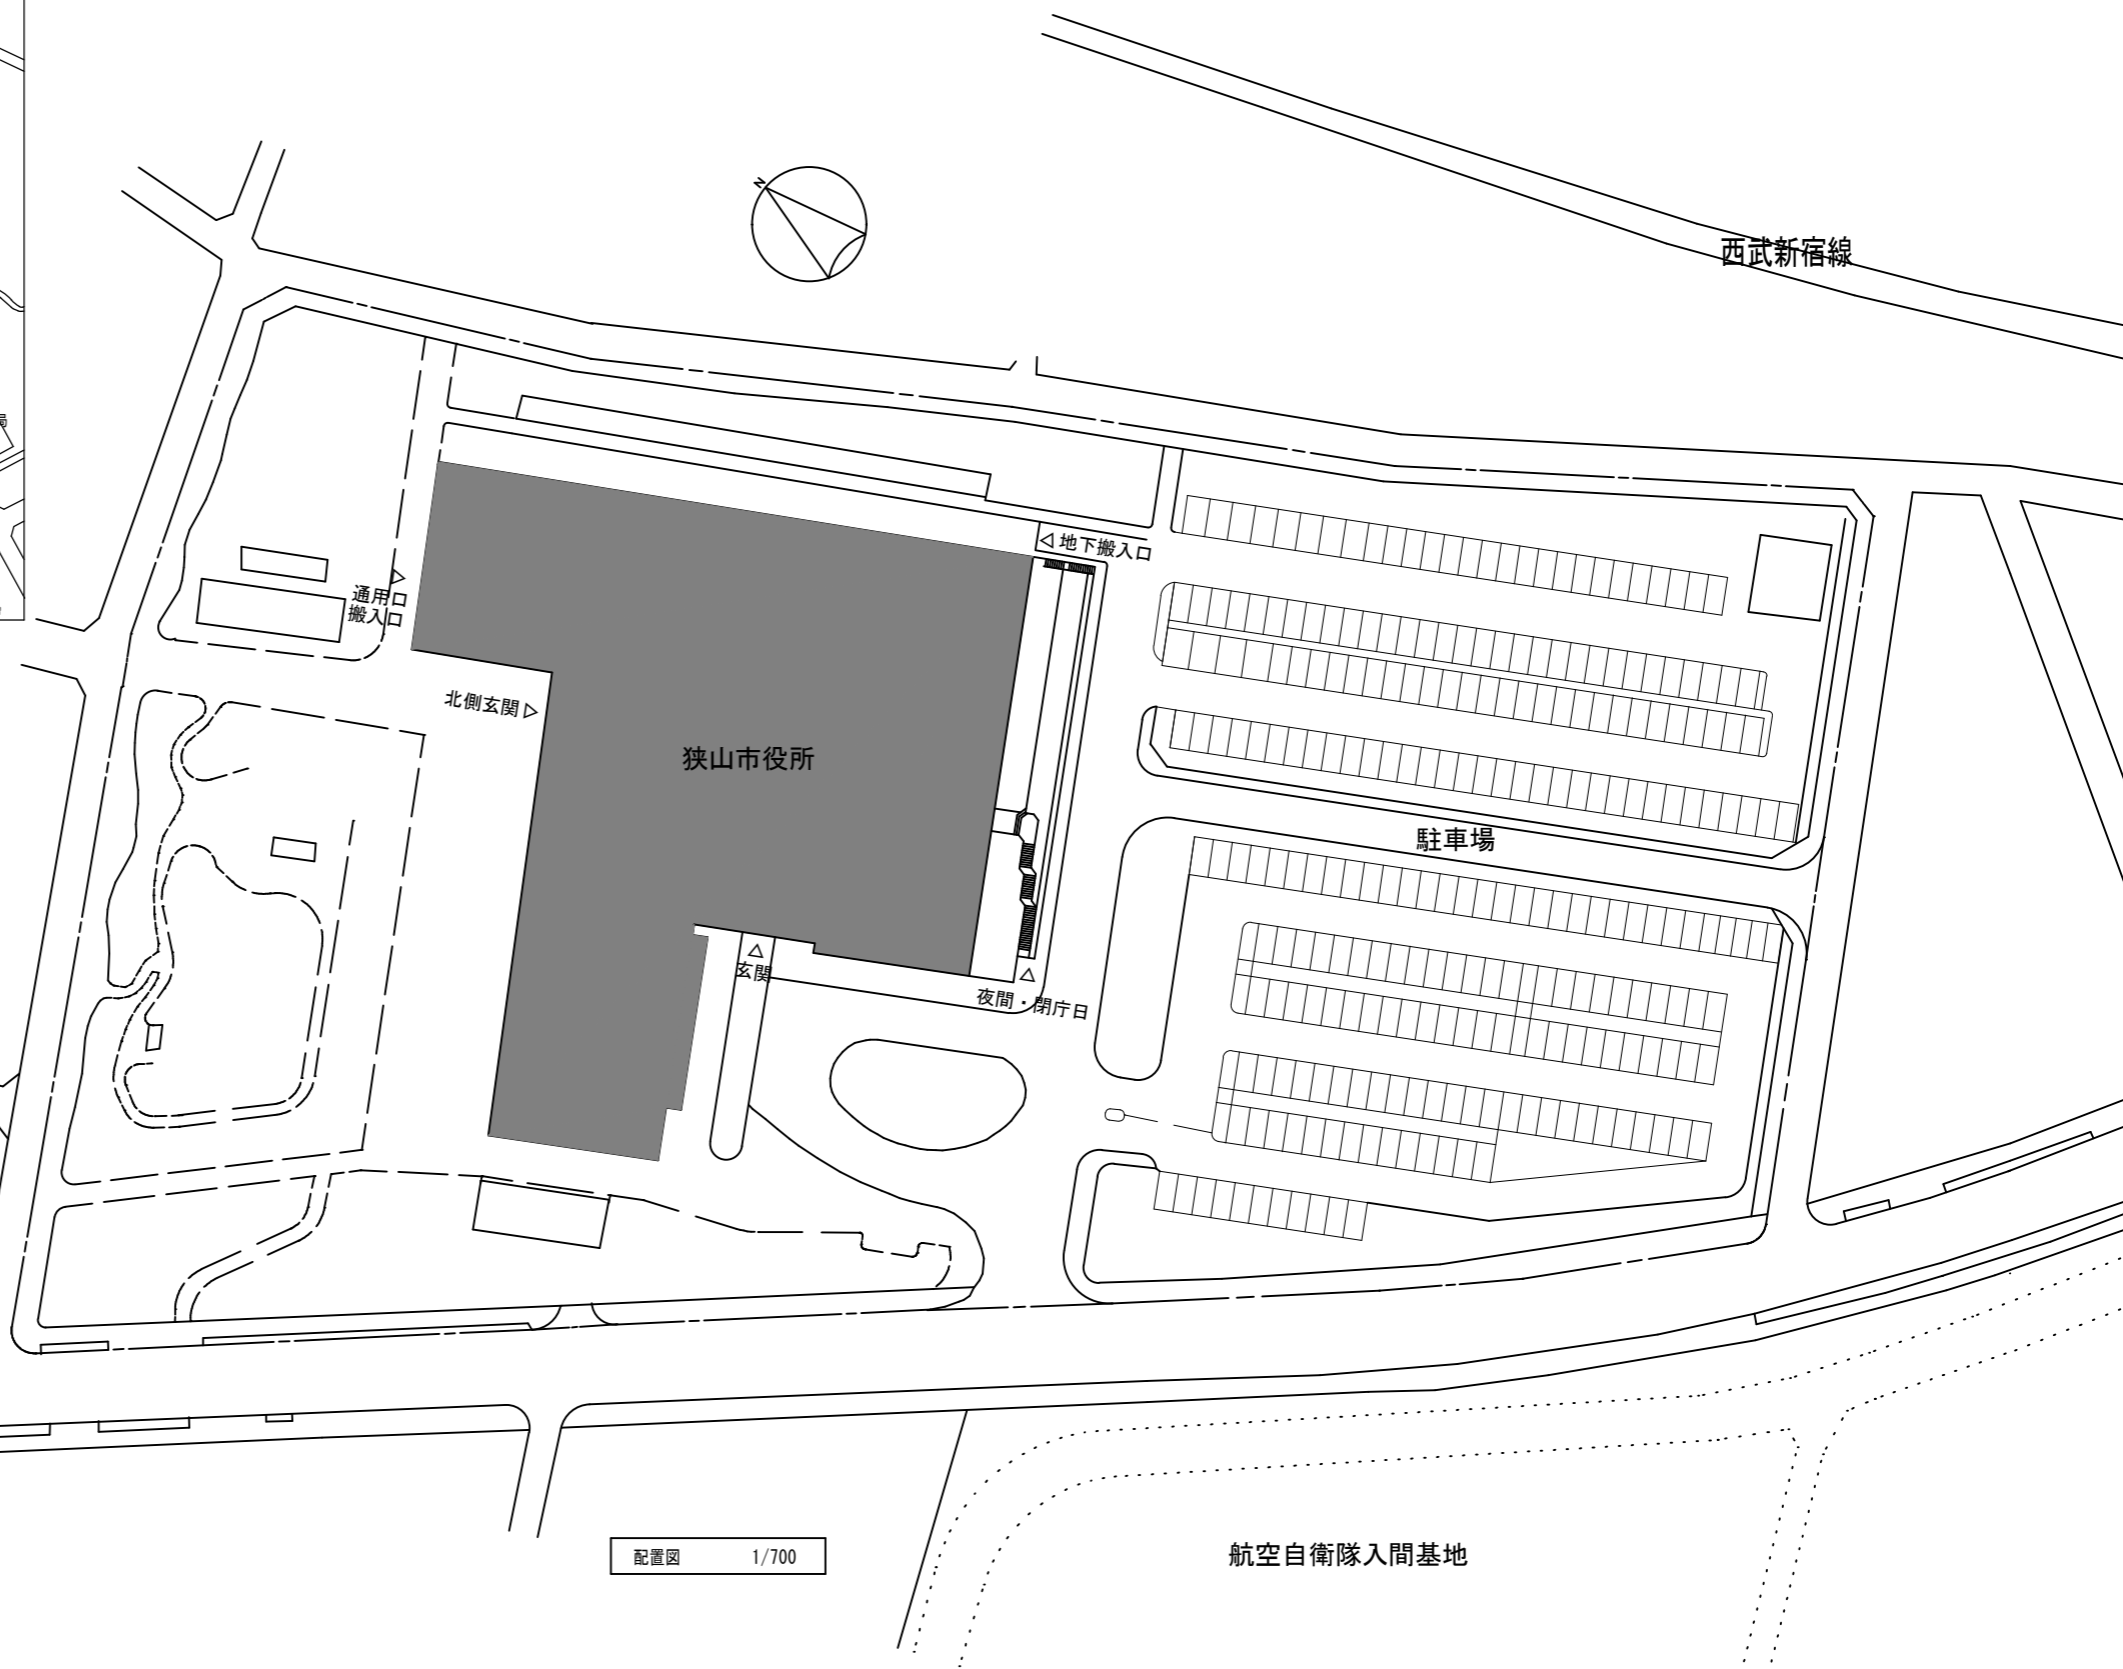 N
西武新宿線
◁地下搬入口
通用口
搬入口
北側玄関▷
狭山市役所
駐車場
玄関
夜間・閉庁日
配置図 1/700
航空自衛隊入間基地